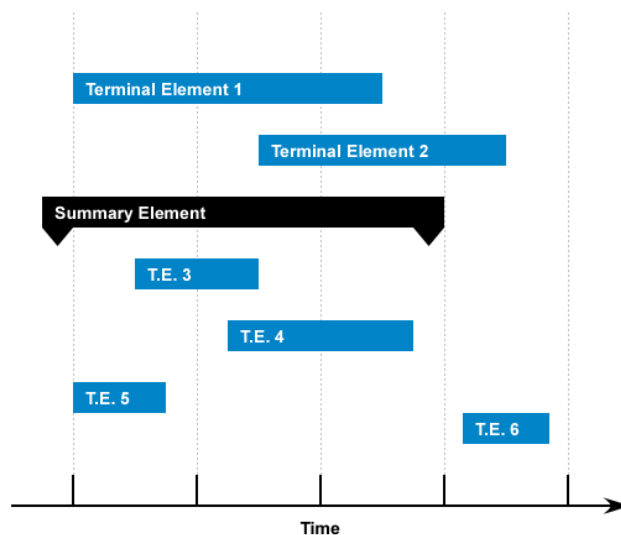 Terminal Element 1
Terminal Element 2
Summary Element
T.E. 3
T.E. 4
T.E. 5
T.E. 6
Time